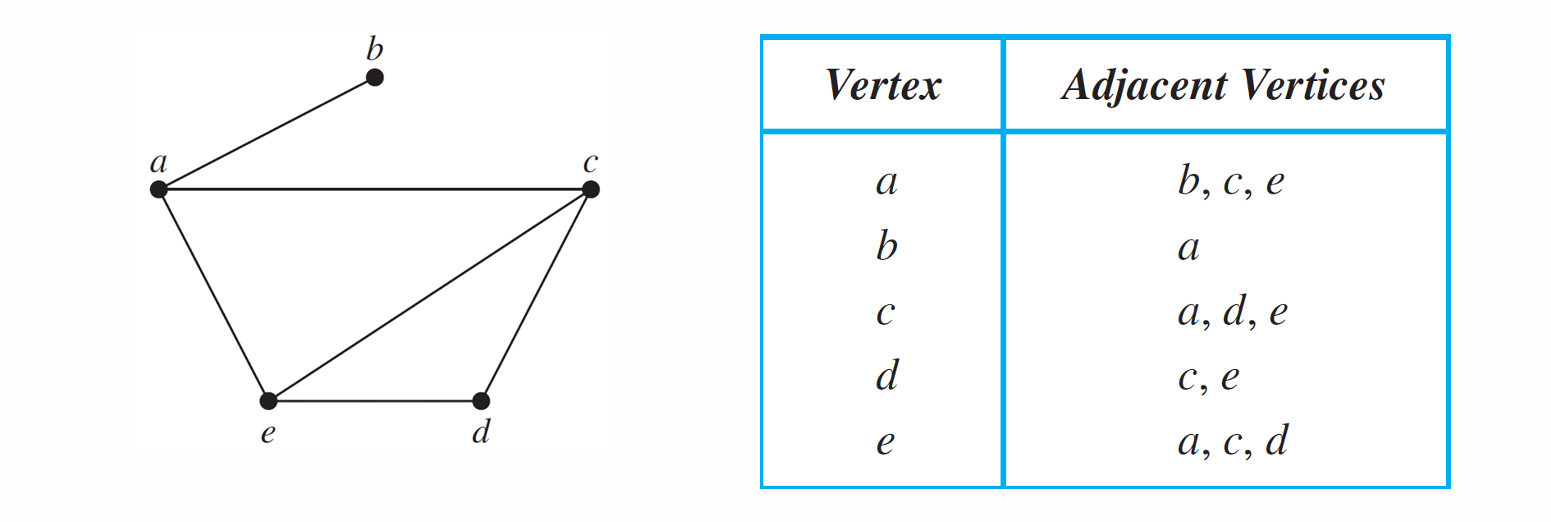 b
a
c
e
d
Vertex Adjacent Vertices
a b, c, e
b a
c a, d, e
d c, e
e a, c, d